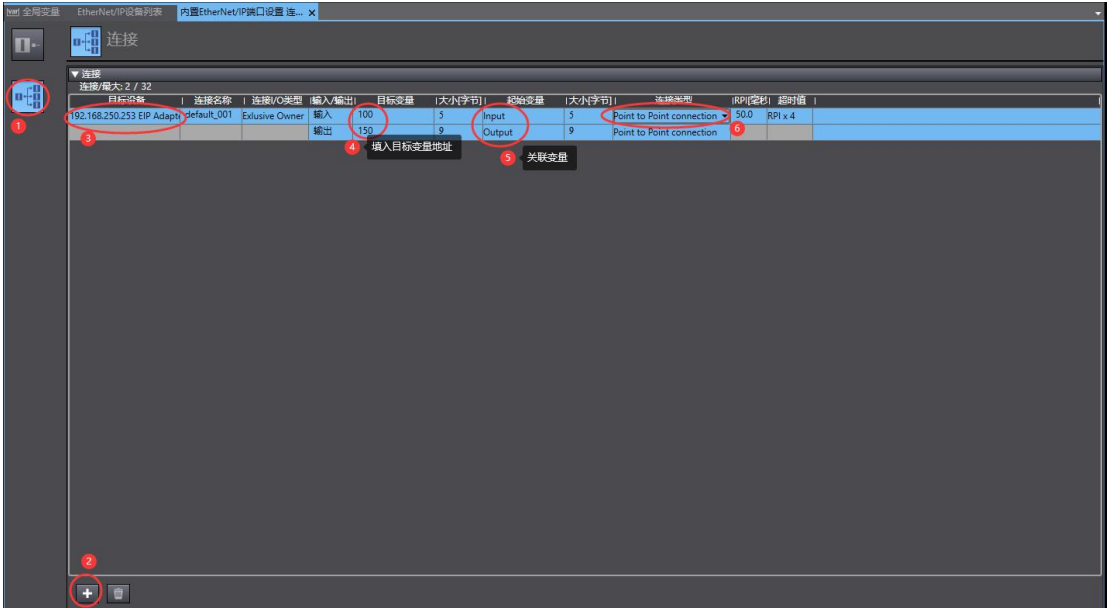 全局变量 EtherNet/IP设备列表 内置EtherNet/IP端口设置 连... x
连接
▼连接
连接/最大: 2 / 32
目标设备 连接名称 连接I/O类型 输入/输出 目标变量 大小[字节] 起始变量 大小[字节] 连接类型 RPI[毫秒] 超时值
1
192.168.250.253 EIP Adapt default_001 Exlusive Owner 输入 100 5 Input 5 Point to Point connection 50.0 RPI x 4
输出 150 9 Output 9 Point to Point connection
3
6
4 填入目标变量地址
5 关联变量
2
+